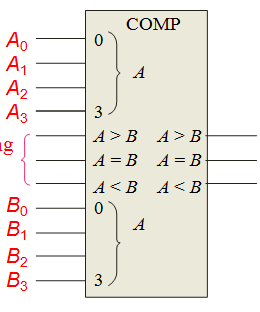 COMP
A0
0
A1
A
A2
A3
3
A > B A > B
A = B A = B
A < B A < B
B0
0
B1
A
B2
B3
3